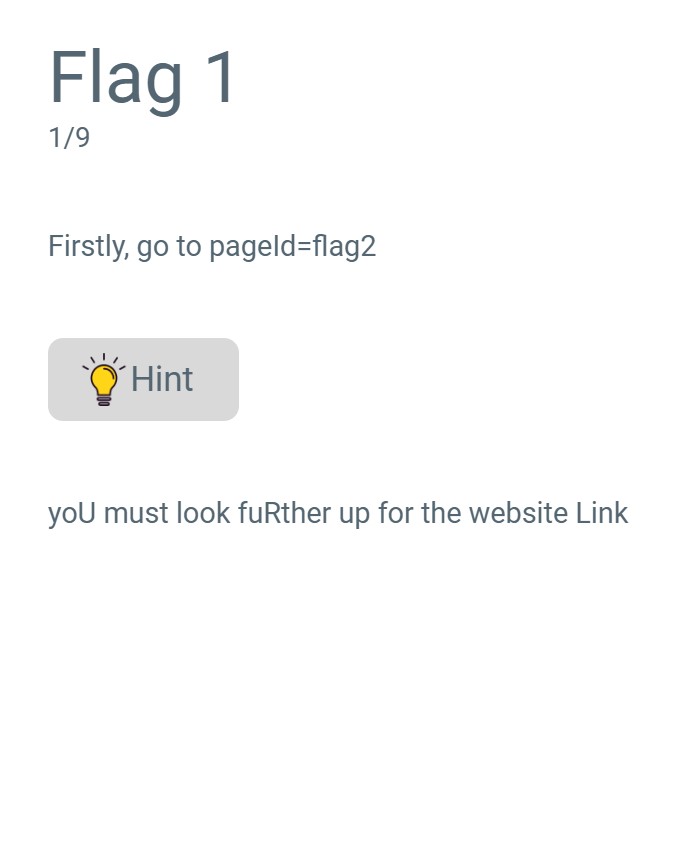 Flag 1
1/9
Firstly, go to pageId=flag2
Hint
yoU must look fuRther up for the website Link